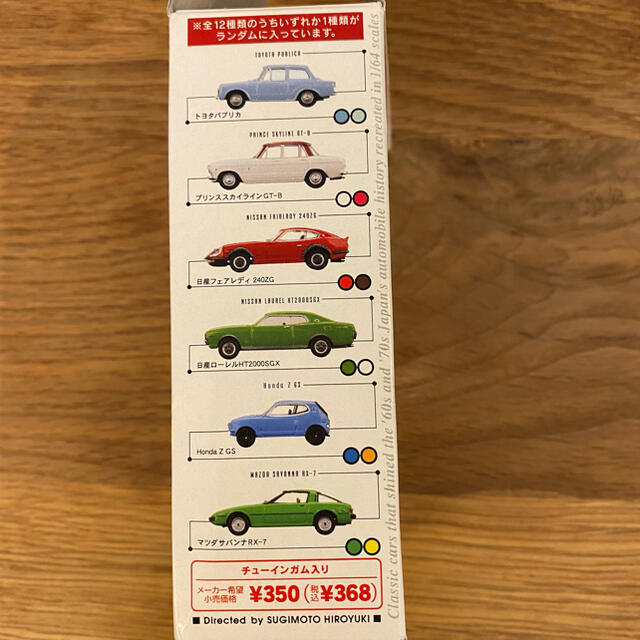 ※全12種類のうちいずれか1種類が
ランダムに入っています。
TOYOTA PUBLICA
トヨタパブリカ
PRINCE SKYLINE GT-B
プリンススカイラインGT-B
NISSAN FAIRLADY 240ZG
日産フェアレディ 240ZG
NISSAN LAUREL HT2000SGX
日産ローレルHT2000SGX
Honda Z GS
Honda Z GS
MAZDA SAVANNA RX-7
マツダサバンナRX-7
Classic cars that shined the '60s and '70s Japan's automobile history recreated in 1/64 scales
チューインガム入り
メーカー希望
小売価格 ¥350(税込¥368)
■ Directed by SUGIMOTO HIROYUKI ■